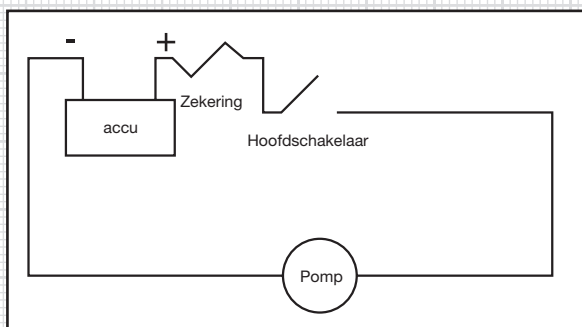 - +
Zekering
accu
Hoofdschakelaar
Pomp